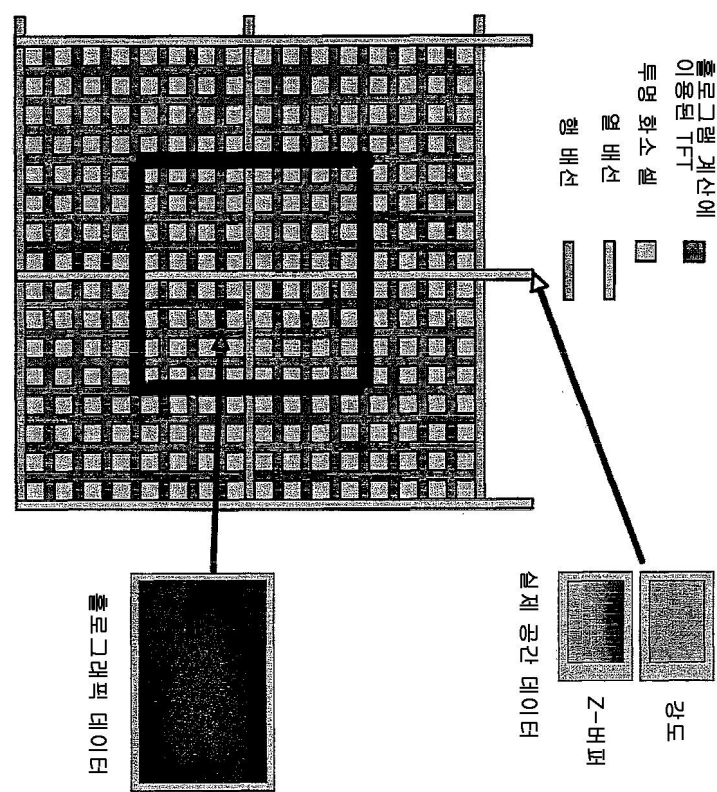 홀로그램 계산에
이용된 TFT
투명 화소 셀
열 배선
행 배선
강도
Z-버퍼
실제 공간 데이터
홀로그래픽 데이터